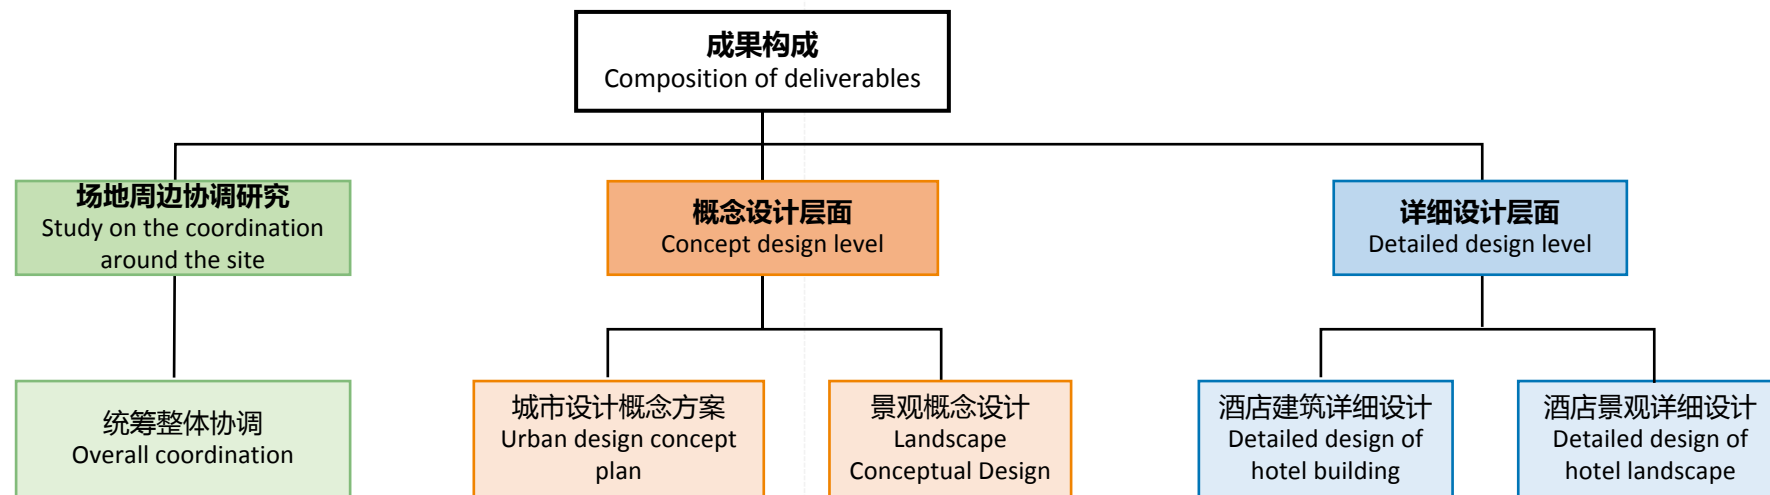 成果构成
Composition of deliverables
场地周边协调研究
Study on the coordination
around the site
概念设计层面
Concept design level
详细设计层面
Detailed design level
统筹整体协调
Overall coordination
城市设计概念方案
Urban design concept
plan
景观概念设计
Landscape
Conceptual Design
酒店建筑详细设计
Detailed design of
hotel building
酒店景观详细设计
Detailed design of
hotel landscape